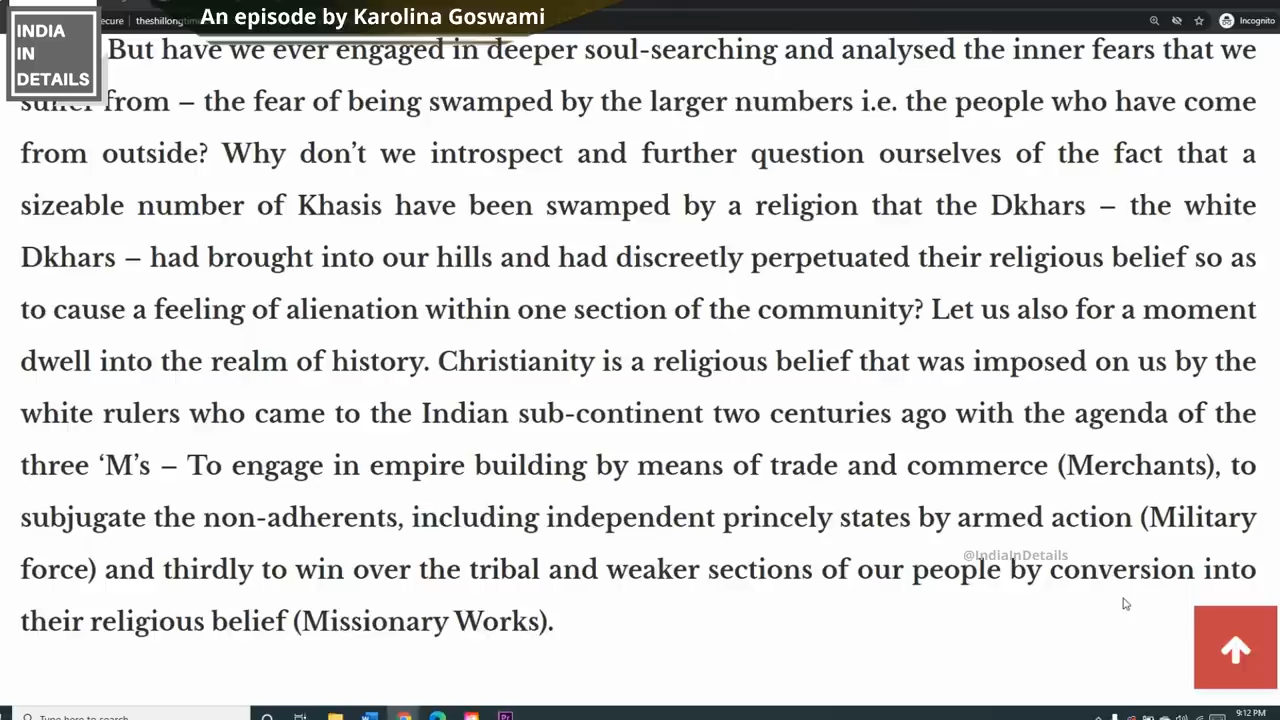 An episode by Karolina Goswami
INDIA
IN
DETAILS
Incognito
But have we ever engaged in deeper soul-searching and analysed the inner fears that we
suffer from – the fear of being swamped by the larger numbers i.e. the people who have come
from outside? Why don’t we introspect and further question ourselves of the fact that a
sizeable number of Khasis have been swamped by a religion that the Dkhars – the white
Dkhars – had brought into our hills and had discreetly perpetuated their religious belief so as
to cause a feeling of alienation within one section of the community? Let us also for a moment
dwell into the realm of history. Christianity is a religious belief that was imposed on us by the
white rulers who came to the Indian sub-continent two centuries ago with the agenda of the
three ‘M’s – To engage in empire building by means of trade and commerce (Merchants), to
subjugate the non-adherents, including independent princely states by armed action (Military
@IndiaInDetails
force) and thirdly to win over the tribal and weaker sections of our people by conversion into
their religious belief (Missionary Works).
Type here to search
9:12 PM